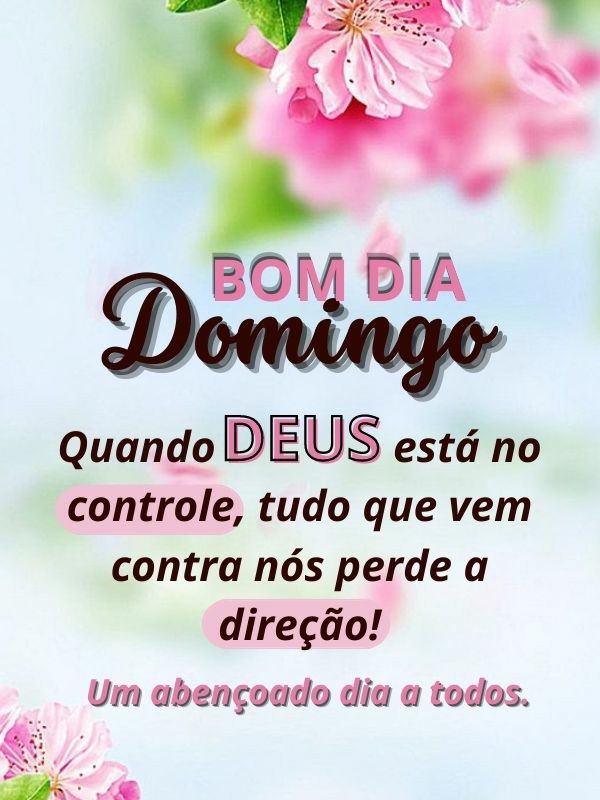 BOM DIA
Domingo
Quando DEUS está no
controle, tudo que vem
contra nós perde a
direção!
Um abençoado dia a todos.